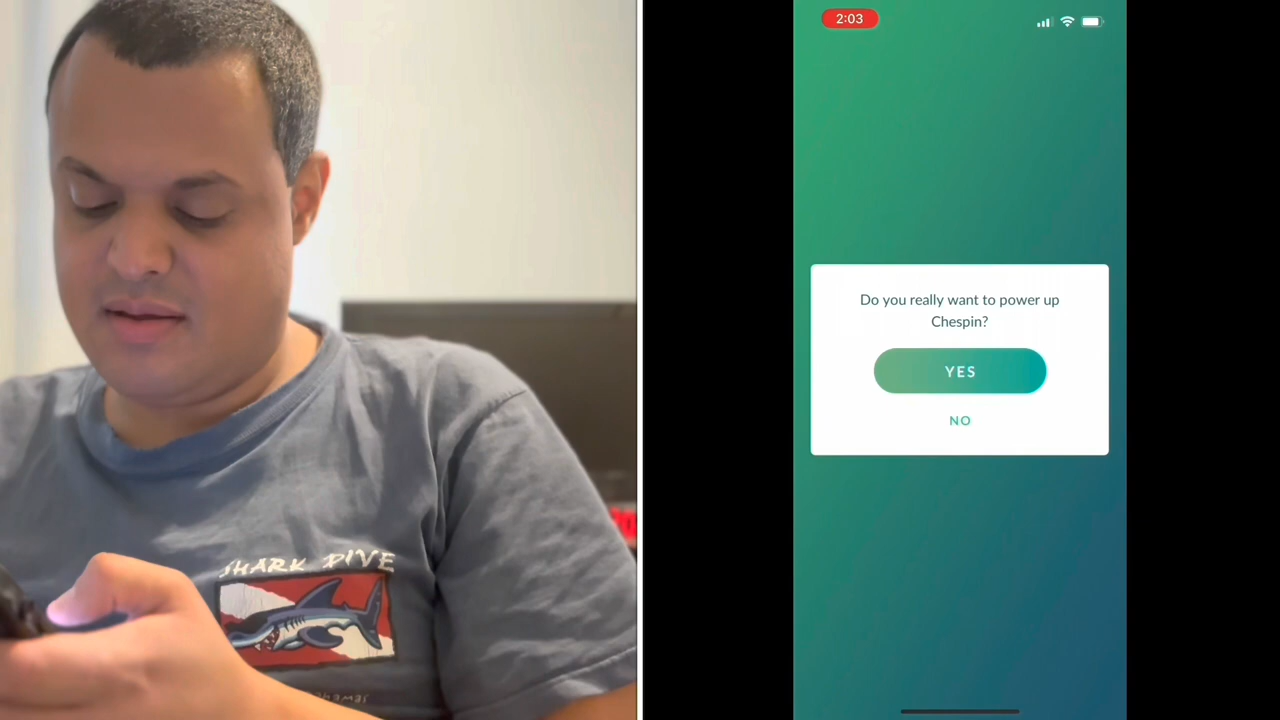 SHARK DIVE
2:03
Do you really want to power up
Chespin?
YES
NO